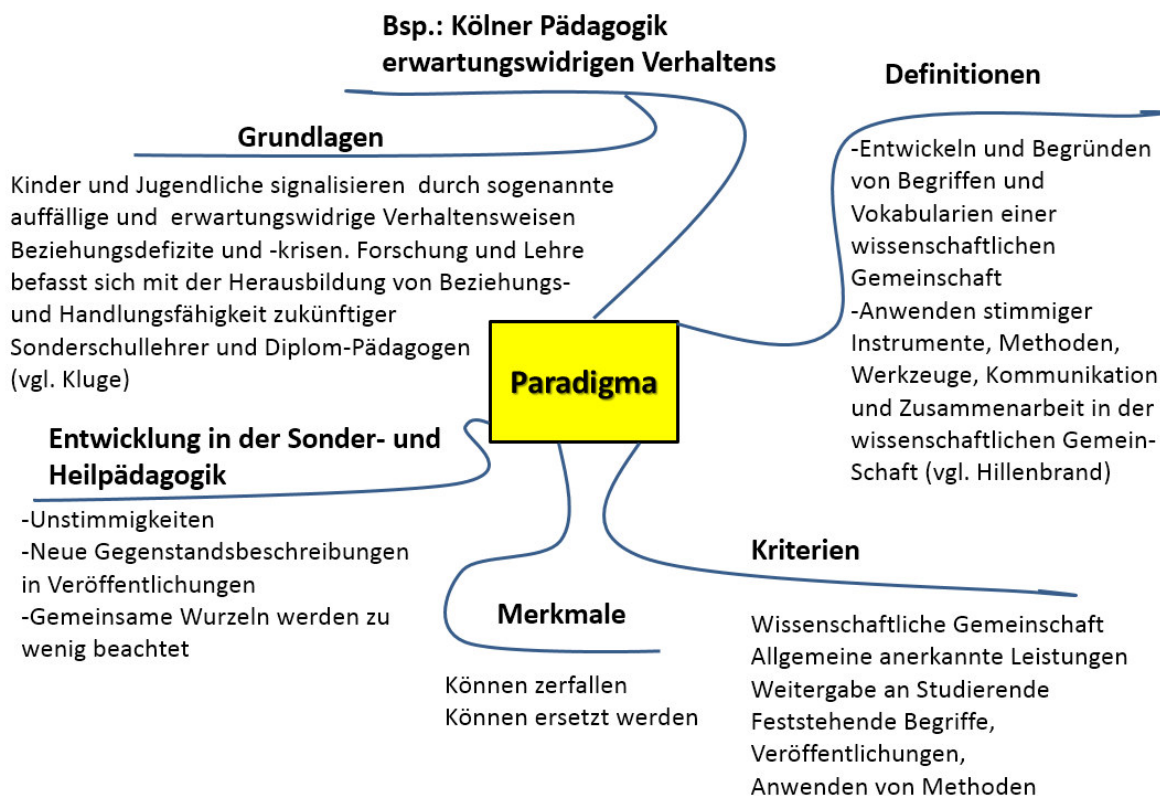 Bsp.: Kölner Pädagogik
erwartungswidrigen Verhaltens
Grundlagen
Kinder und Jugendliche signalisieren durch sogenannte
auffällige und erwartungswidrige Verhaltensweisen
Beziehungsdefizite und -krisen. Forschung und Lehre
befasst sich mit der Herausbildung von Beziehungs-
und Handlungsfähigkeit zukünftiger
Sonderschullehrer und Diplom-Pädagogen
(vgl. Kluge)
Definitionen
-Entwickeln und Begründen
von Begriffen und
Vokabularien einer
wissenschaftlichen
Gemeinschaft
-Anwenden stimmiger
Instrumente, Methoden,
Werkzeuge, Kommunikation
und Zusammenarbeit in der
wissenschaftlichen Gemein-
Schaft (vgl. Hillenbrand)
Paradigma
Entwicklung in der Sonder- und
Heilpädagogik
-Unstimmigkeiten
-Neue Gegenstandsbeschreibungen
in Veröffentlichungen
-Gemeinsame Wurzeln werden zu
wenig beachtet
Merkmale
Können zerfallen
Können ersetzt werden
Kriterien
Wissenschaftliche Gemeinschaft
Allgemeine anerkannte Leistungen
Weitergabe an Studierende
Feststehende Begriffe,
Veröffentlichungen,
Anwenden von Methoden